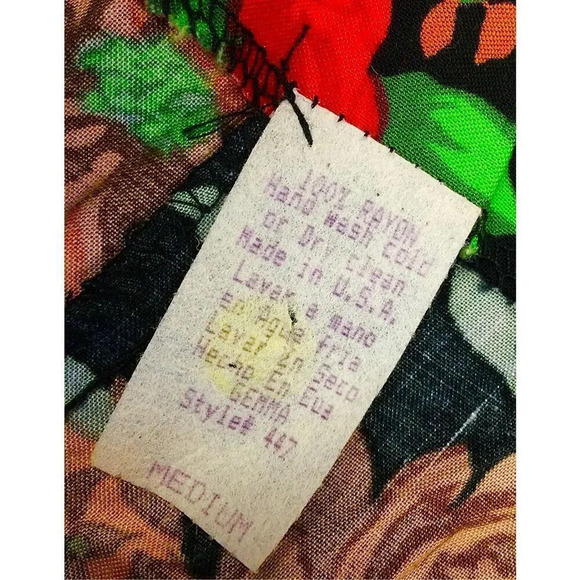 100% RAYON
Hand Wash Cold
or Dr. Clean
Made in U.S.A.
Lavar a mano
en Agua fria
Lavar En Seco
Hecho En Eua
GEMMA
Style# 447
MEDIUM